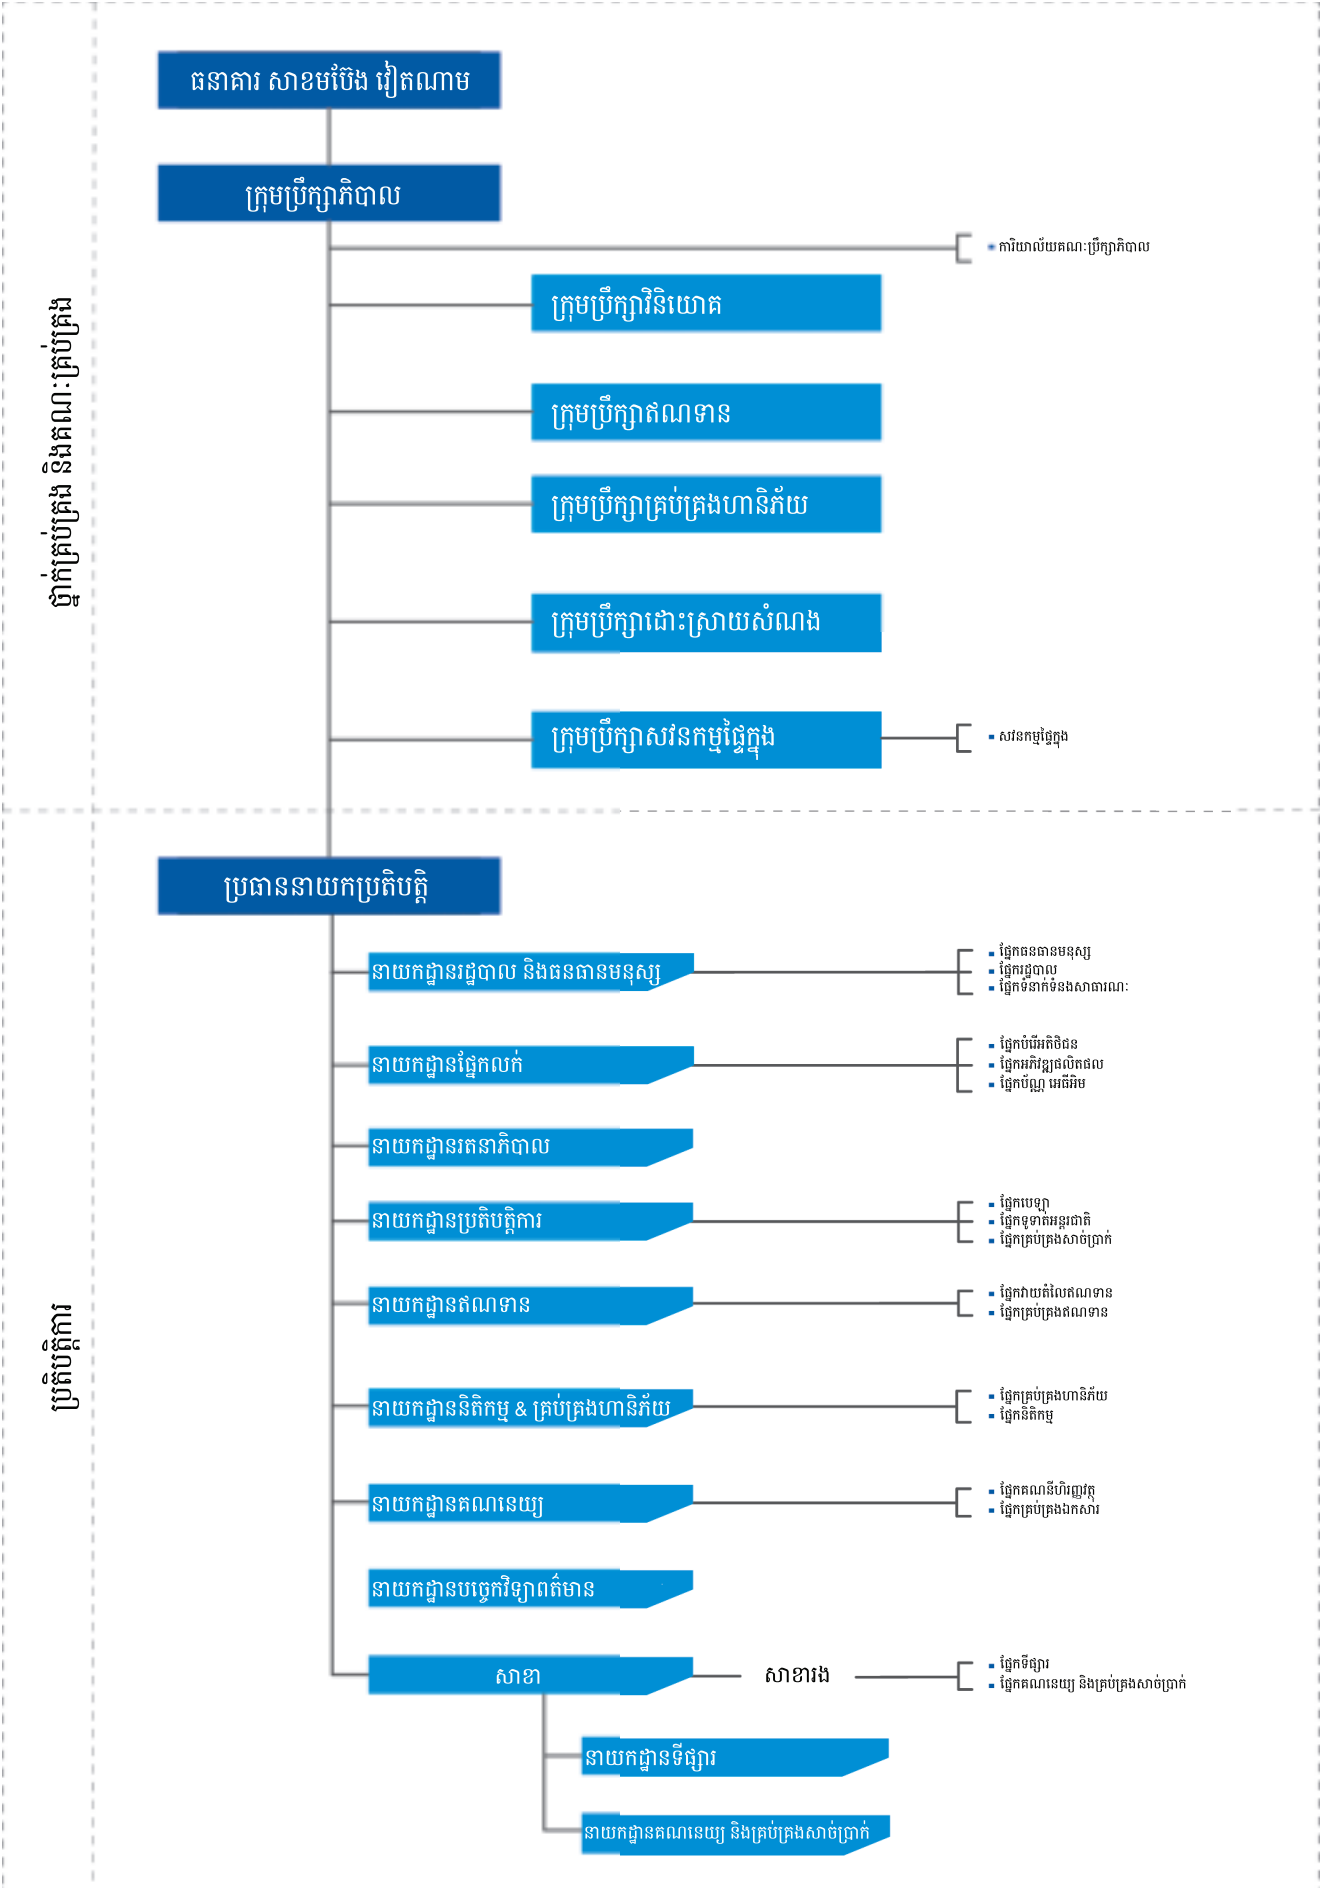 ធនាគារ សាខមប៊ែង វៀតណាម
ក្រុមប្រឹក្សាភិបាល
ការិយាល័យគណៈប្រឹក្សាភិបាល
ក្រុមប្រឹក្សាវិនិយោគ
ក្រុមប្រឹក្សាឥណទាន
ក្រុមប្រឹក្សាគ្រប់គ្រងហានិភ័យ
ក្រុមប្រឹក្សាដោះស្រាយសំណង
ក្រុមប្រឹក្សាសវនកម្មផ្ទៃក្នុង
សវនកម្មផ្ទៃក្នុង
ថ្នាក់គ្រប់គ្រង និងគណៈគ្រប់គ្រង
ប្រធាននាយកប្រតិបត្តិ
នាយកដ្ឋានរដ្ឋបាល និងធនធានមនុស្ស
ផ្នែកធនធានមនុស្ស
ផ្នែករដ្ឋបាល
ផ្នែកទំនាក់ទំនងសាធារណៈ
នាយកដ្ឋានផ្នែកលក់
ផ្នែកបំរើអតិថិជន
ផ្នែកអភិវឌ្ឍផលិតផល
ផ្នែកប័ណ្ណ អេធីអិម
នាយកដ្ឋានរតនាភិបាល
នាយកដ្ឋានប្រតិបត្តិការ
ផ្នែកបេឡា
ផ្នែកទូទាត់អន្តរជាតិ
ផ្នែកគ្រប់គ្រងសាច់ប្រាក់
នាយកដ្ឋានឥណទាន
ផ្នែកវាយតំលៃឥណទាន
ផ្នែកគ្រប់គ្រងឥណទាន
នាយកដ្ឋាននិតិកម្ម & គ្រប់គ្រងហានិភ័យ
ផ្នែកគ្រប់គ្រងហានិភ័យ
ផ្នែកនិតិកម្ម
នាយកដ្ឋានគណនេយ្យ
ផ្នែកគណនីហិរញ្ញវត្ថុ
ផ្នែកគ្រប់គ្រងឯកសារ
នាយកដ្ឋានបច្ចេកវិទ្យាពត៌មាន
សាខា
សាខារង
ផ្នែកទីផ្សារ
ផ្នែកគណនេយ្យ និងគ្រប់គ្រងសាច់ប្រាក់
នាយកដ្ឋានទីផ្សារ
នាយកដ្ឋានគណនេយ្យ និងគ្រប់គ្រងសាច់ប្រាក់
ប្រតិបត្តិការ